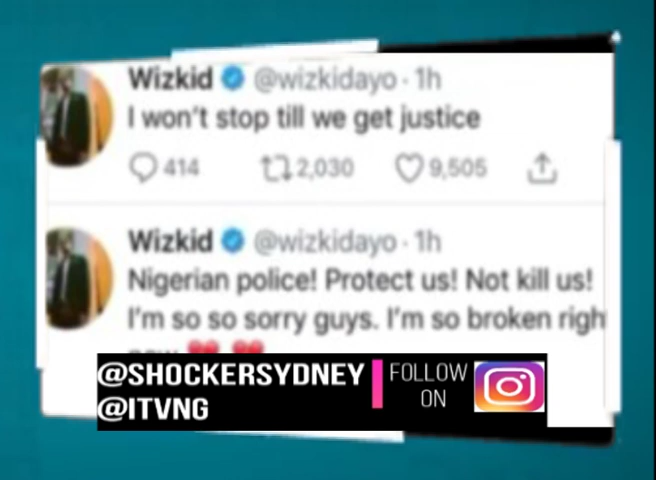 Wizkid @wizkidayo · 1h
I won't stop till we get justice
414 2,030 9,505
Wizkid @wizkidayo · 1h
Nigerian police! Protect us! Not kill us!
I'm so so sorry guys. I'm so broken righ
@SHOCKERSYDNEY FOLLOW
@ITVNG ON